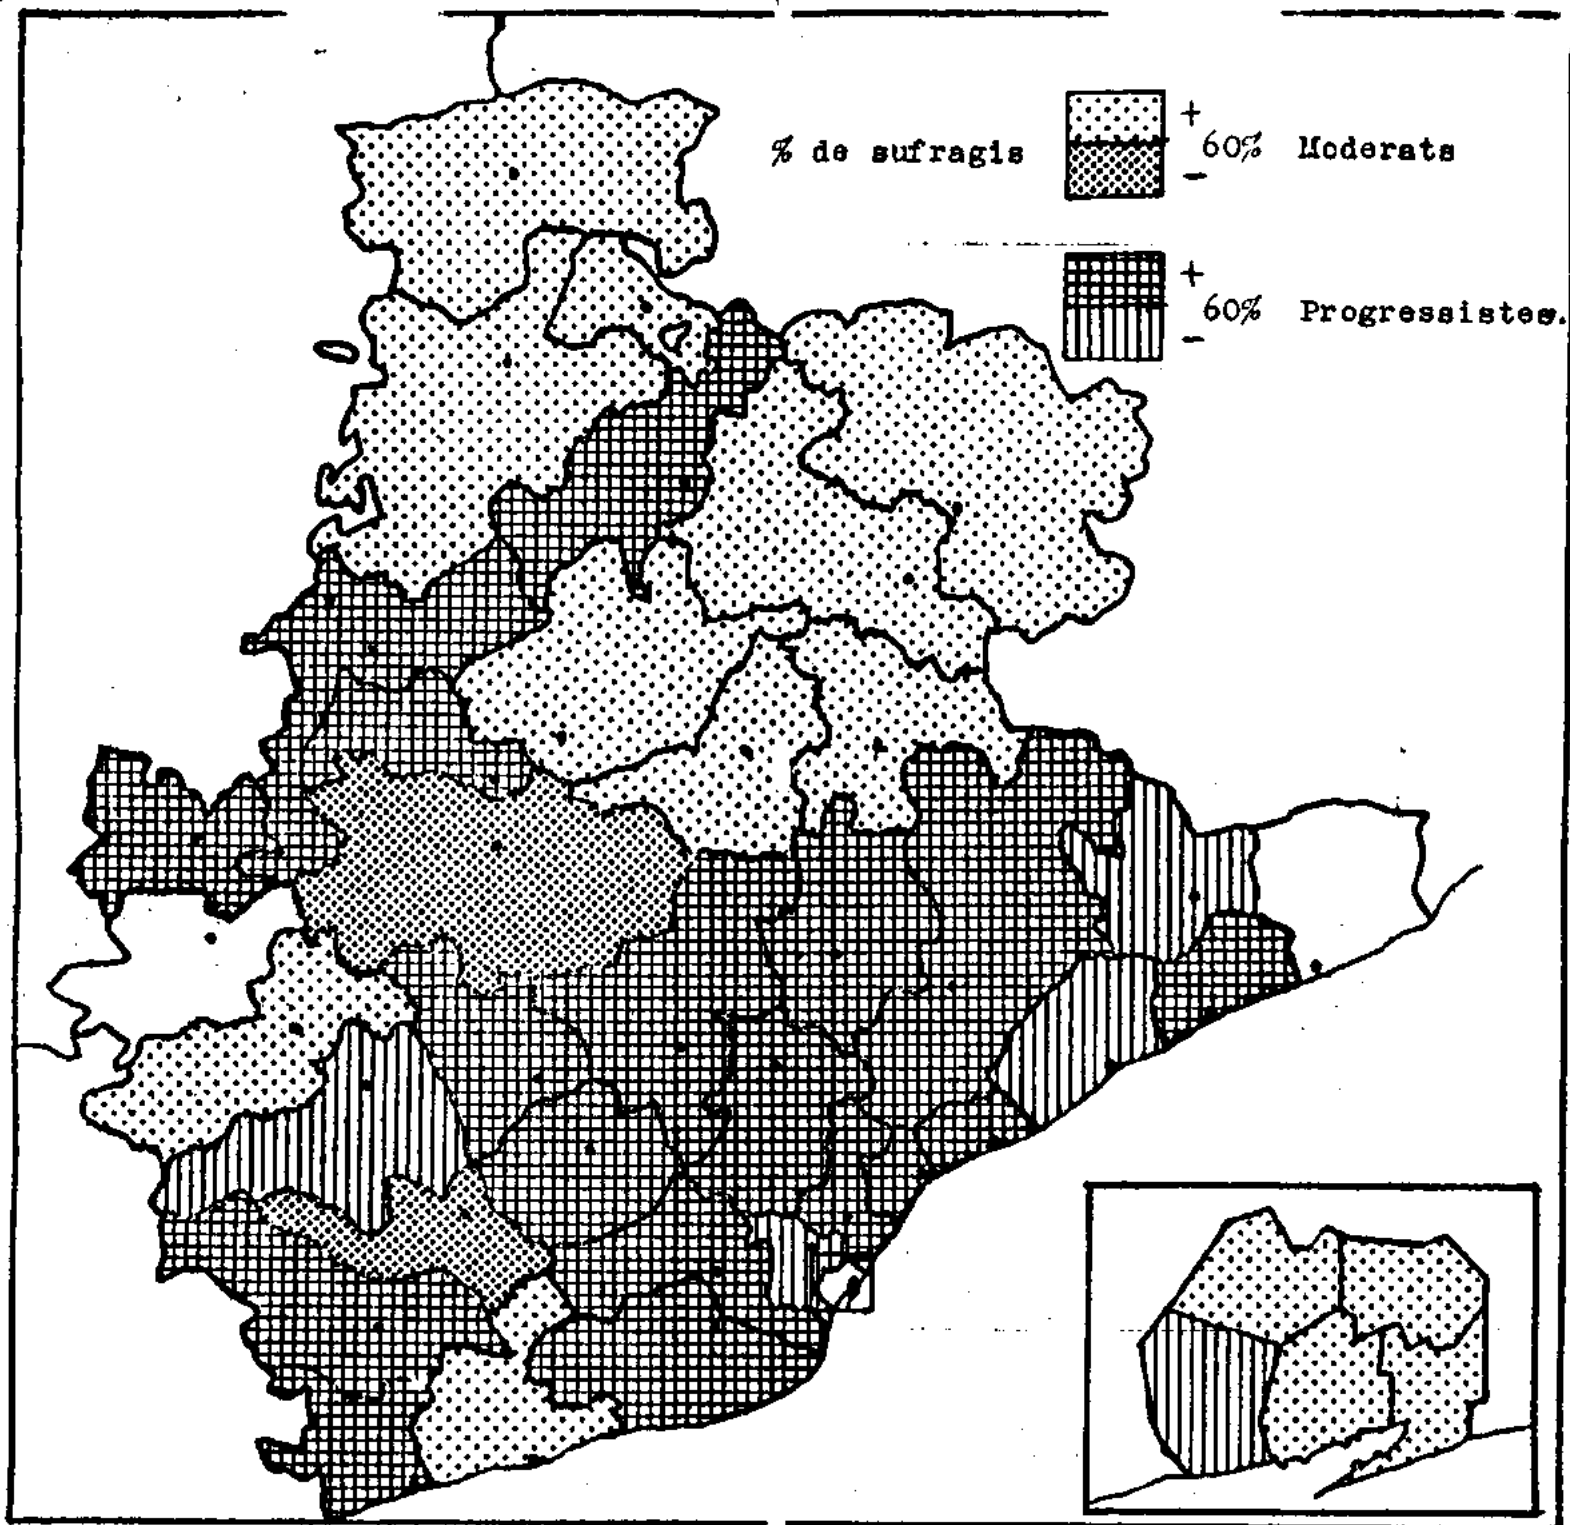 +
% de sufragis 60% Moderats
-
+
60% Progressistes.
-